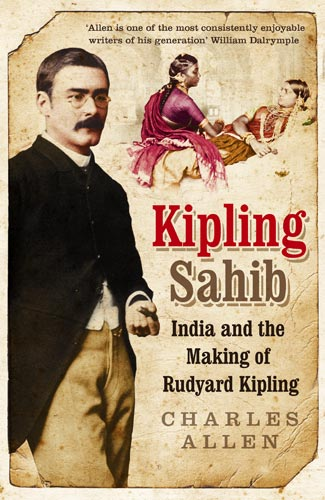 'Allen is one of the most consistently enjoyable
writers of his generation' William Dalrymple
Kipling
Sahib
India and the
Making of
Rudyard Kipling
CHARLES
ALLEN